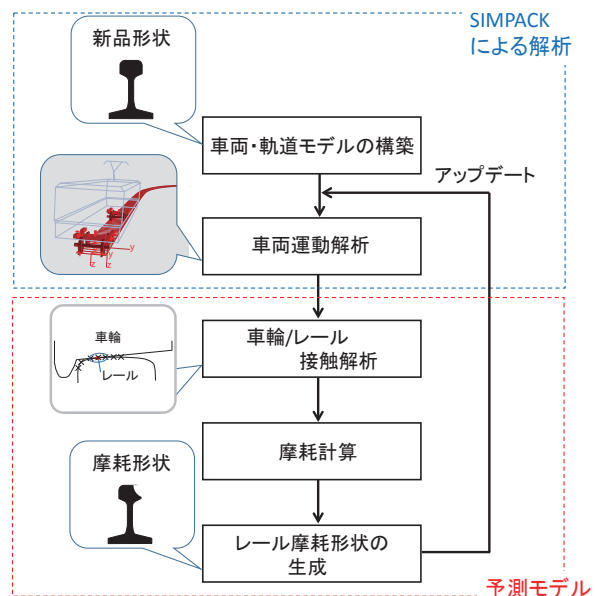 SIMPACK
による解析
新品形状
車両・軌道モデルの構築
アップデート
車両運動解析
y
y
z
z
車輪/レール
接触解析
車輪
レール
摩耗計算
摩耗形状
レール摩耗形状の
生成
予測モデル